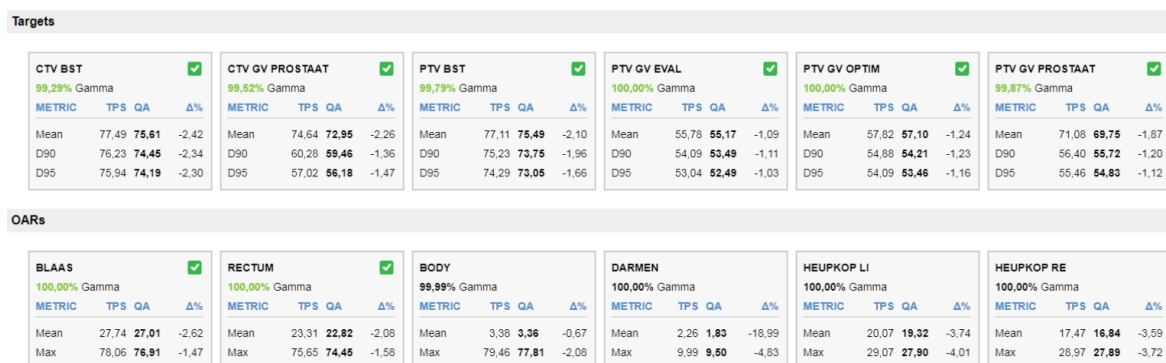 Targets
CTV BST CTV GV PROSTAAT PTV BST PTV GV EVAL PTV GV OPTIM PTV GV PROSTAAT
99,29% Gamma 99,52% Gamma 99,79% Gamma 100,00% Gamma 100,00% Gamma 99,87% Gamma
METRIC TPS QA Δ% METRIC TPS QA Δ% METRIC TPS QA Δ% METRIC TPS QA Δ% METRIC TPS QA Δ% METRIC TPS QA Δ%
Mean 77,49 75,61 -2,42 Mean 74,64 72,95 -2,26 Mean 77,11 75,49 -2,10 Mean 55,78 55,17 -1,09 Mean 57,82 57,10 -1,24 Mean 71,08 69,75 -1,87
D90 76,23 74,45 -2,34 D90 60,28 59,46 -1,36 D90 75,23 73,75 -1,96 D90 54,09 53,49 -1,11 D90 54,88 54,21 -1,23 D90 56,40 55,72 -1,20
D95 75,94 74,19 -2,30 D95 57,02 56,18 -1,47 D95 74,29 73,05 -1,66 D95 53,04 52,49 -1,03 D95 54,09 53,46 -1,16 D95 55,46 54,83 -1,12
OARs
BLAAS RECTUM BODY DARMEN HEUPKOP LI HEUPKOP RE
100,00% Gamma 100,00% Gamma 99,99% Gamma 100,00% Gamma 100,00% Gamma 100,00% Gamma
METRIC TPS QA Δ% METRIC TPS QA Δ% METRIC TPS QA Δ% METRIC TPS QA Δ% METRIC TPS QA Δ% METRIC TPS QA Δ%
Mean 27,74 27,01 -2,62 Mean 23,31 22,82 -2,08 Mean 3,38 3,36 -0,67 Mean 2,26 1,83 -18,99 Mean 20,07 19,32 -3,74 Mean 17,47 16,84 -3,59
Max 78,06 76,91 -1,47 Max 75,65 74,45 -1,58 Max 79,46 77,81 -2,08 Max 9,99 9,50 -4,83 Max 29,07 27,90 -4,01 Max 28,97 27,89 -3,72